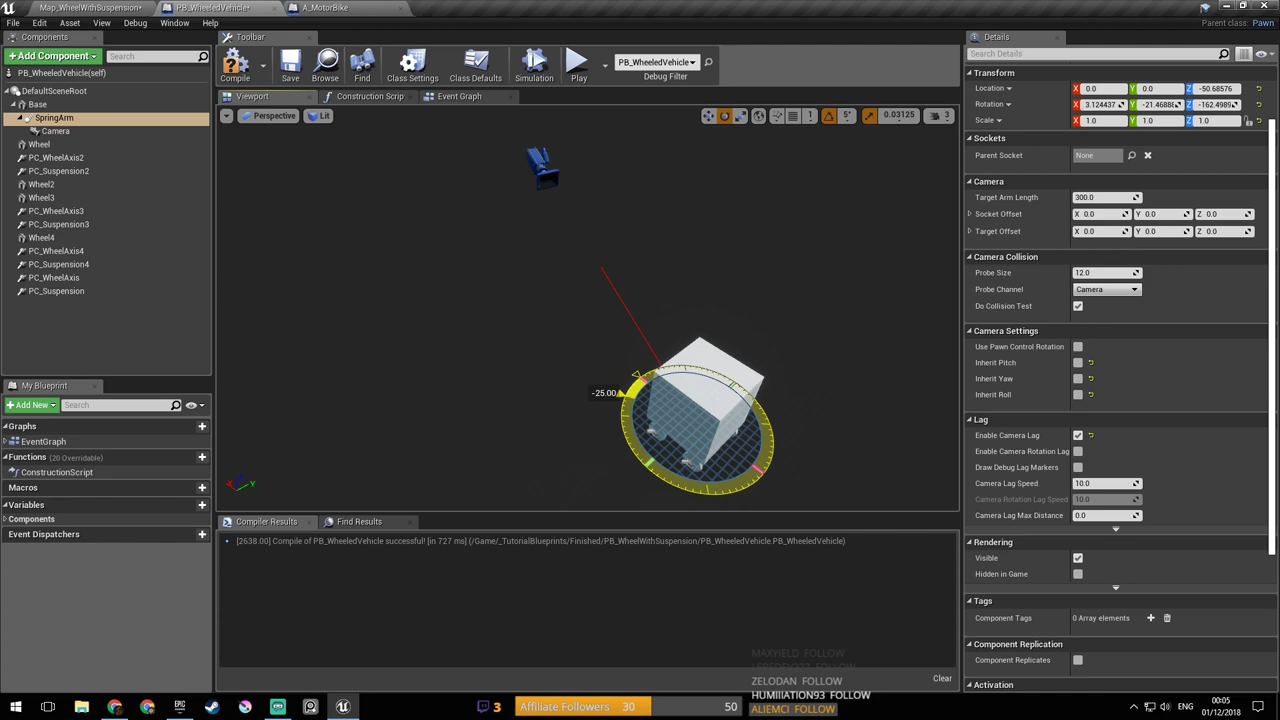 Map_WheelWithSuspension*
PB_WheeledVehicle*
A_MotorBike
File Edit Asset View Debug Window Help
Parent class: Pawn
Components
Toolbar
Details
+Add Component
Search
PB_WheeledVehicle(self)
DefaultSceneRoot
Base
SpringArm
Camera
Wheel
PC_WheelAxis2
PC_Suspension2
Wheel2
Wheel3
PC_WheelAxis3
PC_Suspension3
Wheel4
PC_WheelAxis4
PC_Suspension4
PC_WheelAxis
PC_Suspension
My Blueprint
+Add New
Search
Graphs
EventGraph
Functions (20 Overridable)
ConstructionScript
Macros
Variables
Components
Event Dispatchers
Compile
Save
Browse
Find
Class Settings
Class Defaults
Simulation
Play
PB_WheeledVehicle
Debug Filter
Viewport
Construction Scrip
Event Graph
Perspective
Lit
1
5°
0.03125
3
-25.00
X
Y
Compiler Results
Find Results
[2638.00] Compile of PB_WheeledVehicle successful! [in 727 ms] (/Game/_TutorialBlueprints/Finished/PB_WheelWithSuspension/PB_WheeledVehicle.PB_WheeledVehicle)
Clear
Search Details
Transform
Location X 0.0 Y 0.0 Z -50.68576
Rotation X 3.124437 Y -21.4688 Z -162.4989
Scale X 1.0 Y 1.0 Z 1.0
Sockets
Parent Socket None
Camera
Target Arm Length 300.0
Socket Offset X 0.0 Y 0.0 Z 0.0
Target Offset X 0.0 Y 0.0 Z 0.0
Camera Collision
Probe Size 12.0
Probe Channel Camera
Do Collision Test
Camera Settings
Use Pawn Control Rotation
Inherit Pitch
Inherit Yaw
Inherit Roll
Lag
Enable Camera Lag
Enable Camera Rotation Lag
Draw Debug Lag Markers
Camera Lag Speed 10.0
Camera Rotation Lag Speed 10.0
Camera Lag Max Distance 0.0
Rendering
Visible
Hidden in Game
Tags
Component Tags 0 Array elements
Component Replication
Component Replicates
Activation
MAXYIELD FOLLOW
ZELODAN FOLLOW
HUMIIATION93 FOLLOW
ALIEMCI FOLLOW
3
Affiliate Followers 30 50
ENG
00:05
01/12/2018